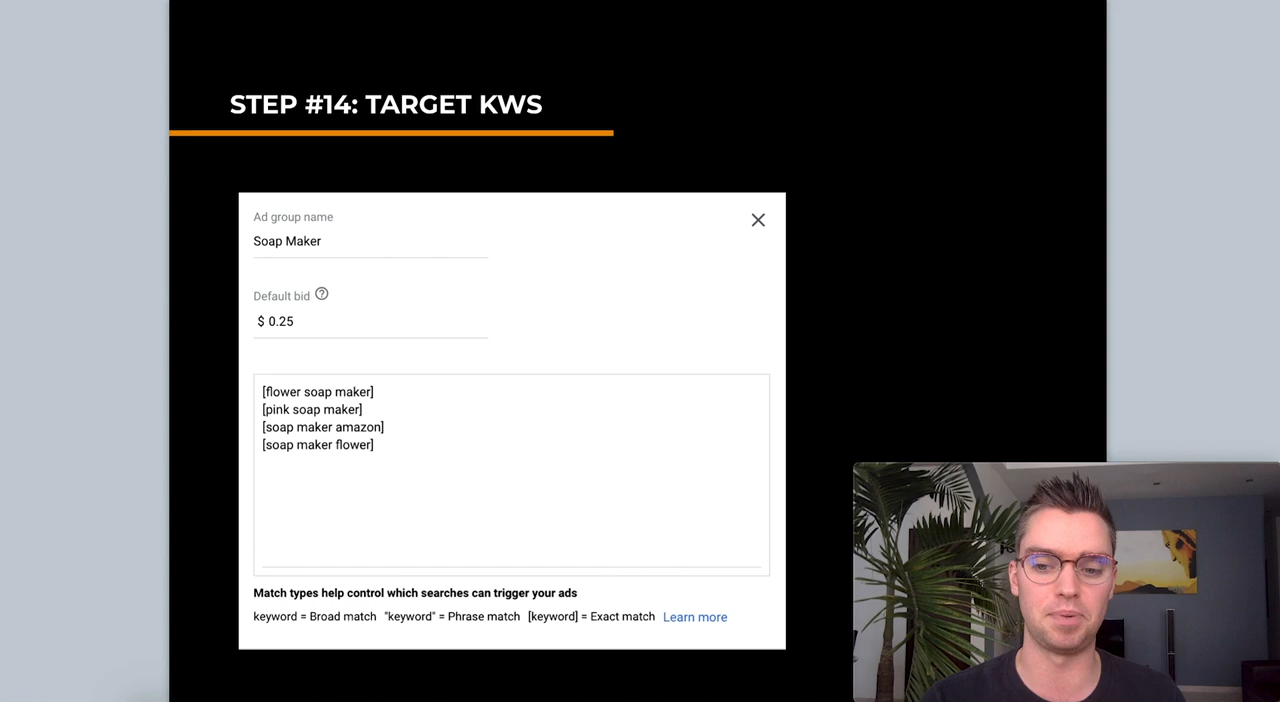 STEP #14: TARGET KWS
Ad group name
Soap Maker
Default bid ?
$ 0.25
[flower soap maker]
[pink soap maker]
[soap maker amazon]
[soap maker flower]
Match types help control which searches can trigger your ads
keyword = Broad match "keyword" = Phrase match [keyword] = Exact match Learn more